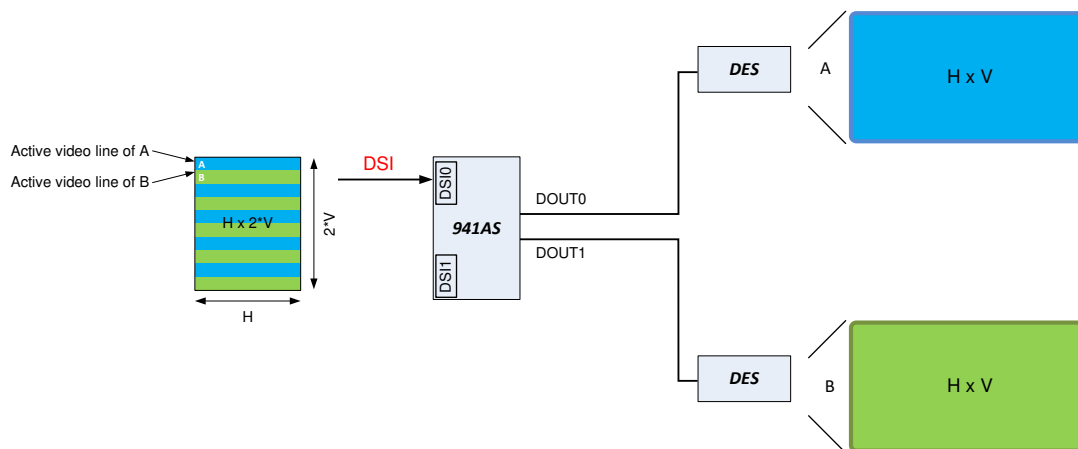 Active video line of A
Active video line of B
A
B
H x 2*V
2*V
H
DSI
DSI0
941AS
DSI1
DOUT0
DOUT1
DES
A
H x V
DES
B
H x V